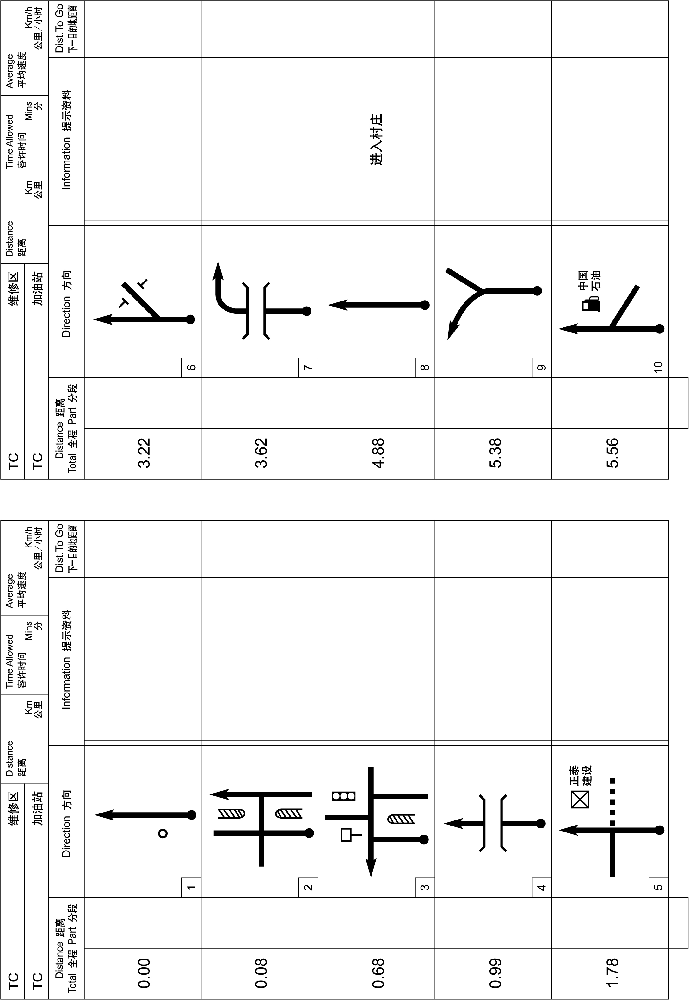 TC 维修区
TC 加油站
Distance
距离
Km
公里
Time Allowed
容许时间
Mins
分
Average
平均速度
Km/h
公里/小时
Distance 距离
Total 全程 Part 分段
Direction 方向
Information 提示资料
Dist.To Go
下一目的地距离
0.00
1
0.08
2
0.68
3
0.99
4
1.78
5
正泰
建设
TC 维修区
TC 加油站
Distance
距离
Km
公里
Time Allowed
容许时间
Mins
分
Average
平均速度
Km/h
公里/小时
Distance 距离
Total 全程 Part 分段
Direction 方向
Information 提示资料
Dist.To Go
下一目的地距离
3.22
6
3.62
7
4.88
8
进入村庄
5.38
9
5.56
10
中国
石油